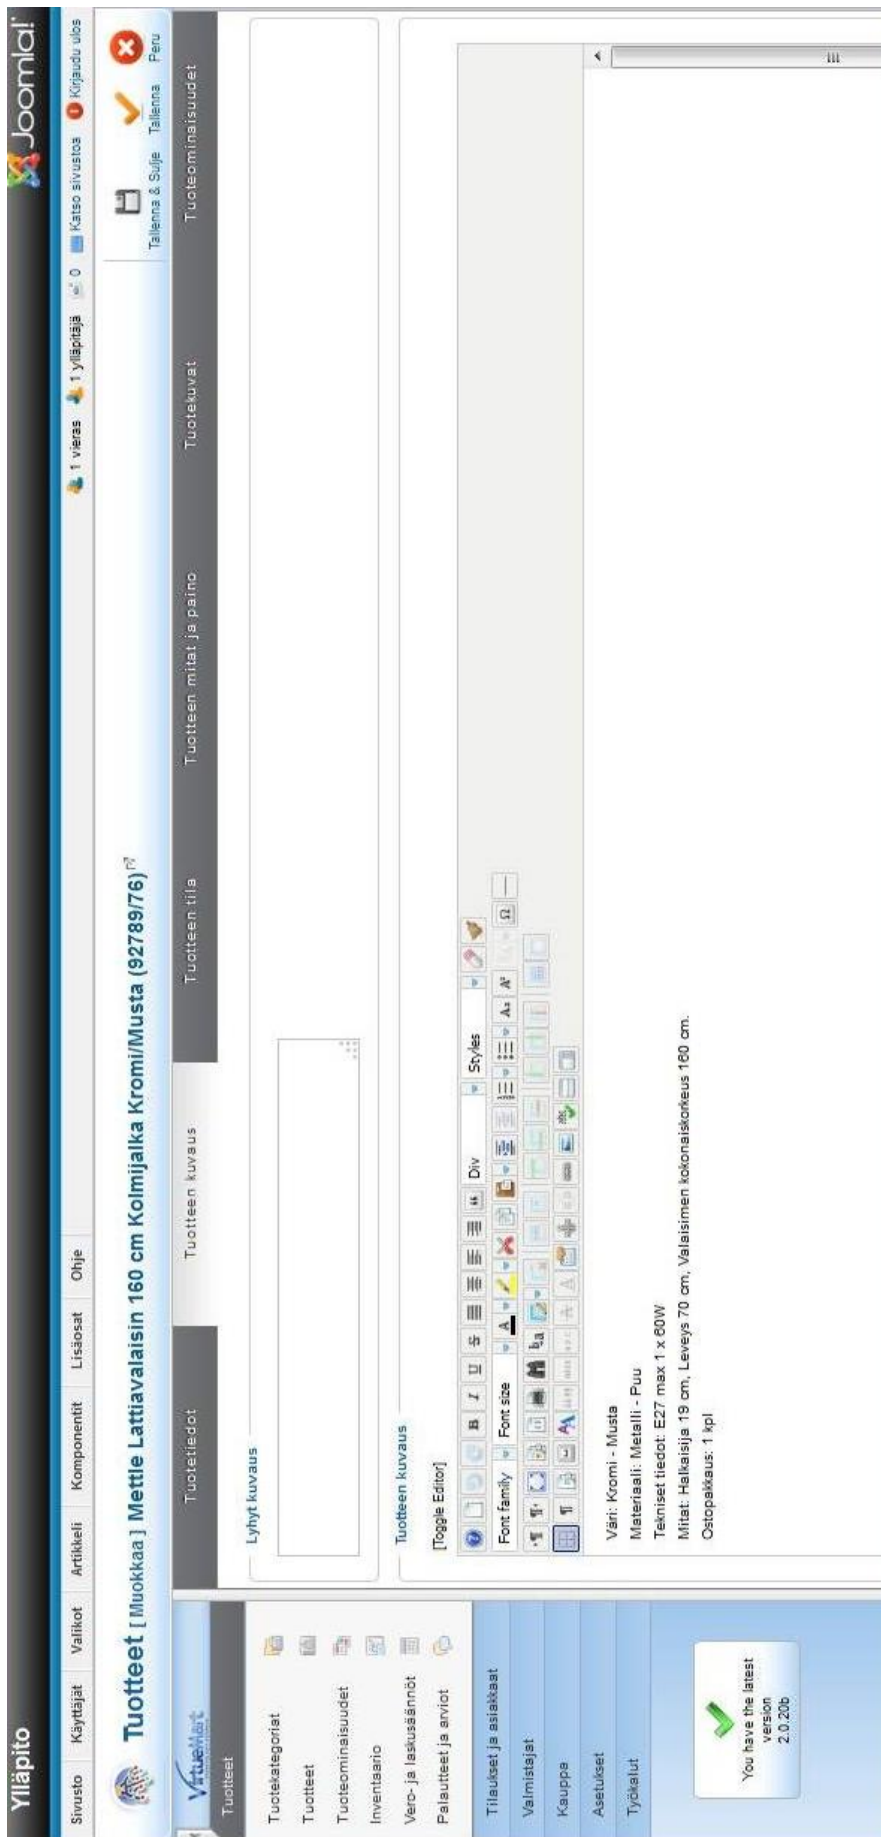 Ylläpito
Joomla!
Sivusto Käyttäjät Valikot Artikkeli Komponentit Lisäosat Ohje 1 vieras 1 ylläpitäjä 0 Katso sivustoa Kirjaudu ulos
Tuotteet [ Muokkaa ] Mettle Lattiavalaisin 160 cm Kolmijalka Kromi/Musta (92789/76)
Tallenna & Sulje Tallenna Peru
VirtueMart
Tuotteet
Tuotekategoriat
Tuotteet
Tuoteominaisuudet
Inventaario
Vero- ja laskusäännöt
Palautteet ja arviot
Tilaukset ja asiakkaat
Valmistajat
Kauppa
Asetukset
Työkalut
You have the latest
version
2.0.20b
Tuotetiedot Tuotteen kuvaus Tuotteen tila Tuotteen mitat ja paino Tuotekuvat Tuoteominaisuudet
Lyhyt kuvaus
Tuotteen kuvaus
[Toggle Editor]
B I U S Div Styles
Font family Font size
Väri: Kromi - Musta
Materiaali: Metalli - Puu
Tekniset tiedot: E27 max 1 x 60W
Mitat: Halkaisija 19 cm, Leveys 70 cm, Valaisimen kokonaiskorkeus 160 cm.
Ostopakkaus: 1 kpl